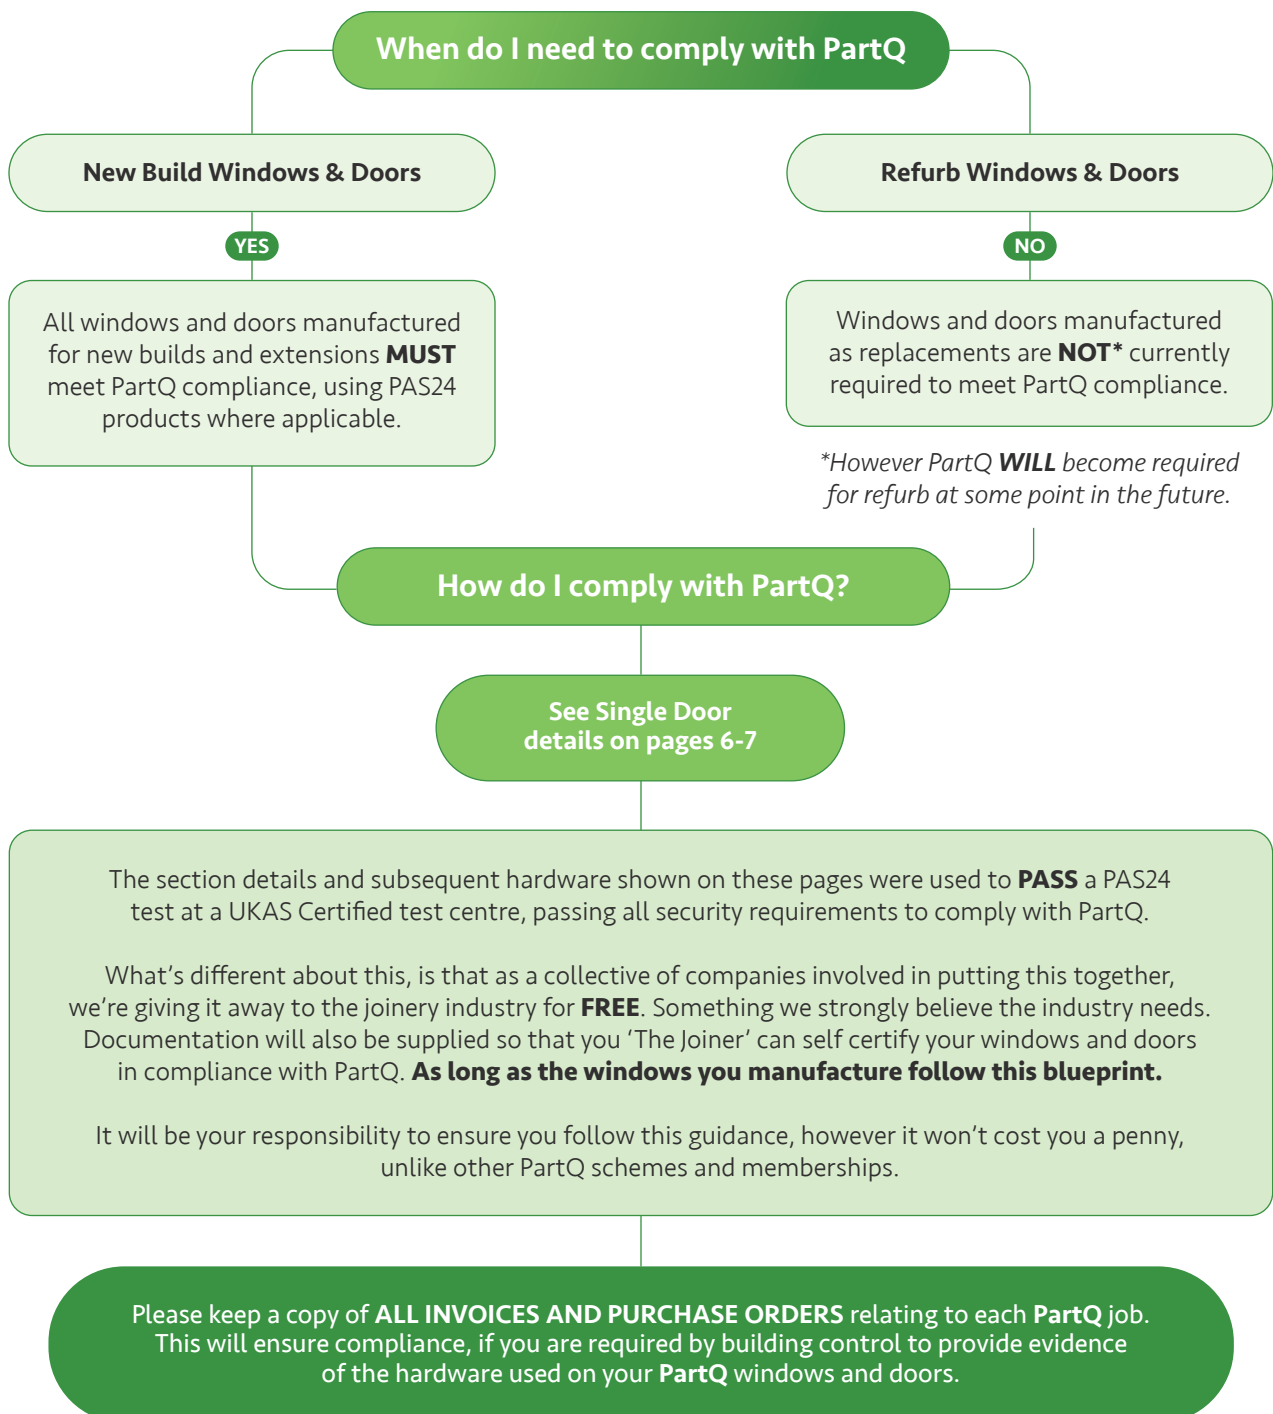 When do I need to comply with PartQ
New Build Windows & Doors
YES
All windows and doors manufactured
for new builds and extensions MUST
meet PartQ compliance, using PAS24
products where applicable.
Refurb Windows & Doors
NO
Windows and doors manufactured
as replacements are NOT* currently
required to meet PartQ compliance.
*However PartQ WILL become required
for refurb at some point in the future.
How do I comply with PartQ?
See Single Door
details on pages 6-7
The section details and subsequent hardware shown on these pages were used to PASS a PAS24
test at a UKAS Certified test centre, passing all security requirements to comply with PartQ.
What's different about this, is that as a collective of companies involved in putting this together,
we're giving it away to the joinery industry for FREE. Something we strongly believe the industry needs.
Documentation will also be supplied so that you 'The Joiner' can self certify your windows and doors
in compliance with PartQ. As long as the windows you manufacture follow this blueprint.
It will be your responsibility to ensure you follow this guidance, however it won't cost you a penny,
unlike other PartQ schemes and memberships.
Please keep a copy of ALL INVOICES AND PURCHASE ORDERS relating to each PartQ job.
This will ensure compliance, if you are required by building control to provide evidence
of the hardware used on your PartQ windows and doors.